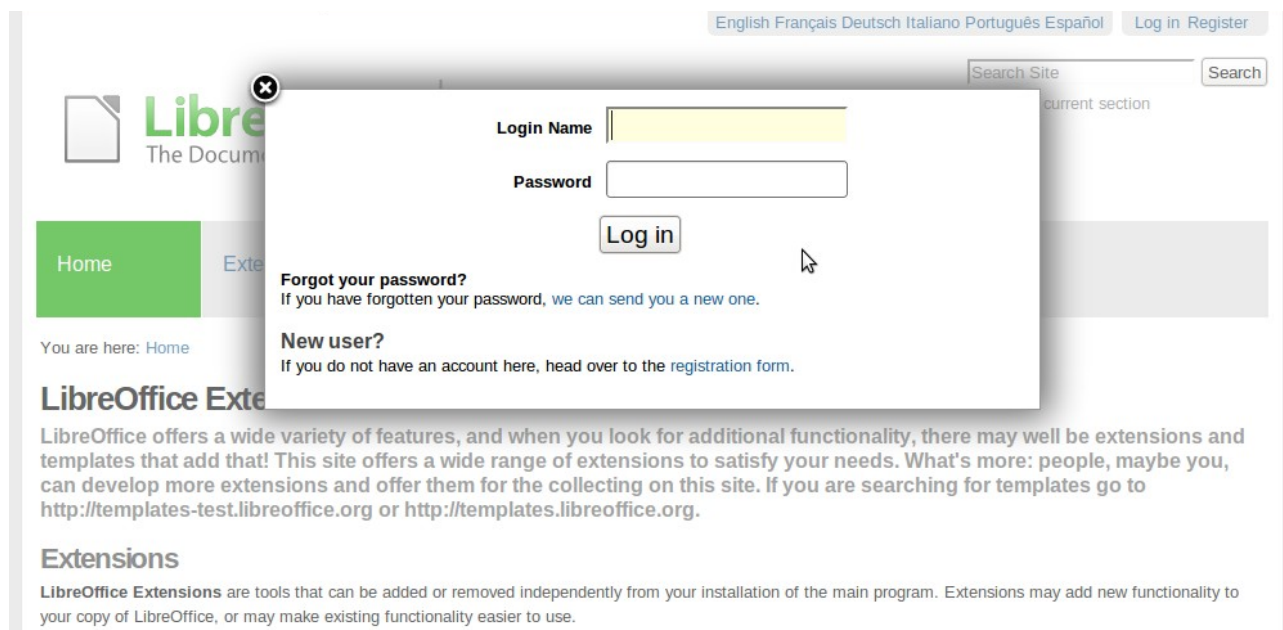 English Français Deutsch Italiano Português Español Log in Register
Search Site Search
current section
Libre
The Docum
Login Name
Password
Log in
Home
Exte
Forgot your password?
If you have forgotten your password, we can send you a new one.
New user?
If you do not have an account here, head over to the registration form.
You are here: Home
LibreOffice Exte
LibreOffice offers a wide variety of features, and when you look for additional functionality, there may well be extensions and
templates that add that! This site offers a wide range of extensions to satisfy your needs. What's more: people, maybe you,
can develop more extensions and offer them for the collecting on this site. If you are searching for templates go to
http://templates-test.libreoffice.org or http://templates.libreoffice.org.
Extensions
LibreOffice Extensions are tools that can be added or removed independently from your installation of the main program. Extensions may add new functionality to
your copy of LibreOffice, or may make existing functionality easier to use.